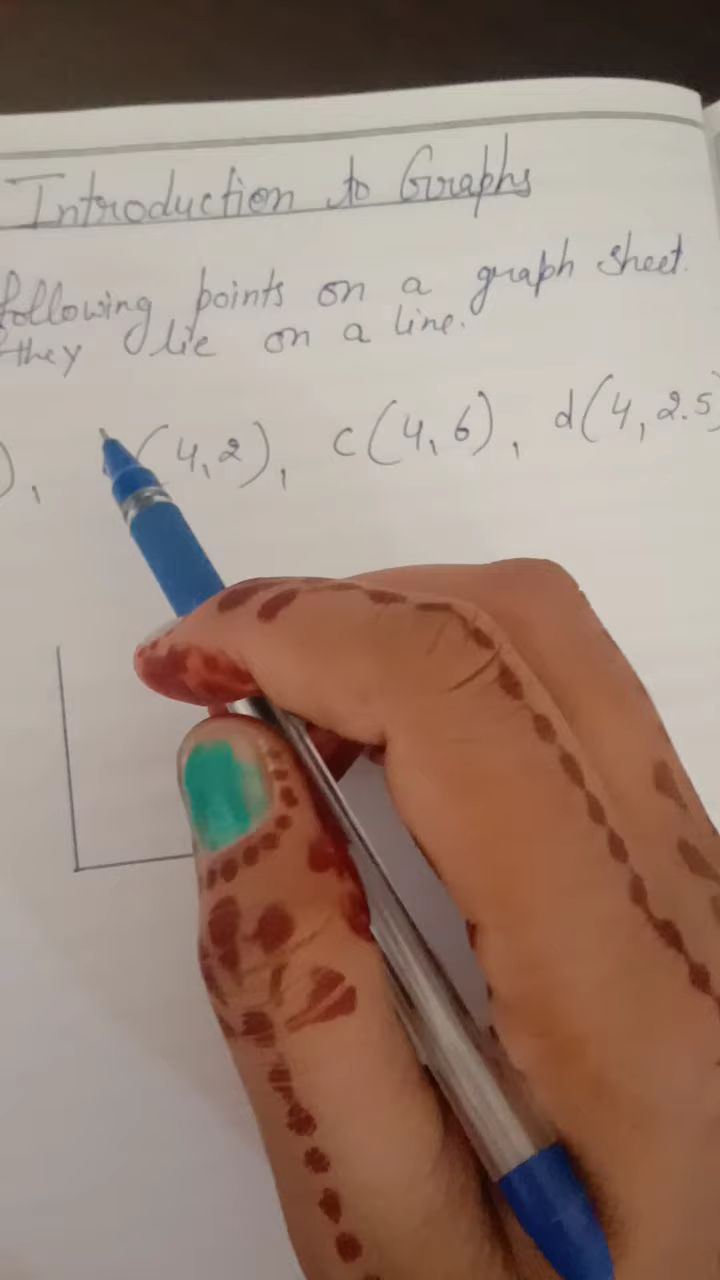 Introduction to Graphs
following points on a graph sheet.
they lie on a line.
), (4,2), c(4,6), d(4, 2.5)